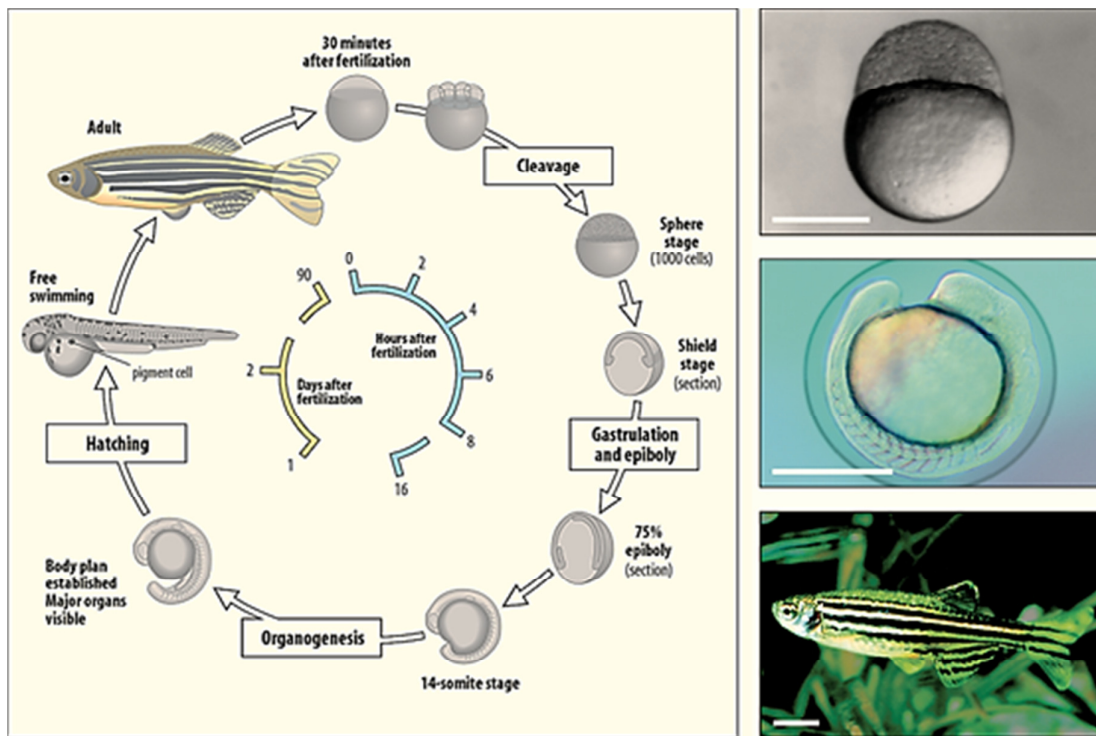 30 minutes
after fertilization
Adult
Cleavage
Sphere
stage
(1000 cells)
Free
swimming
90
0
2
4
Hours after
fertilization
6
8
16
2
Days after
fertilization
1
pigment cell
Shield
stage
(section)
Hatching
Gastrulation
and epiboly
75%
epiboly
(section)
Body plan
established
Major organs
visible
Organogenesis
14-somite stage